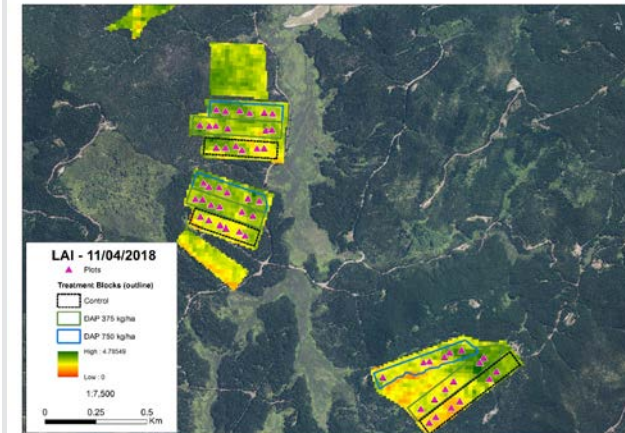 LAI - 11/04/2018
Plots
Treatment Blocks (outline)
Control
DAP 375 kg/ha
DAP 750 kg/ha
High : 4.78549
Low : 0
1:7,500
0 0.25 0.5
Km